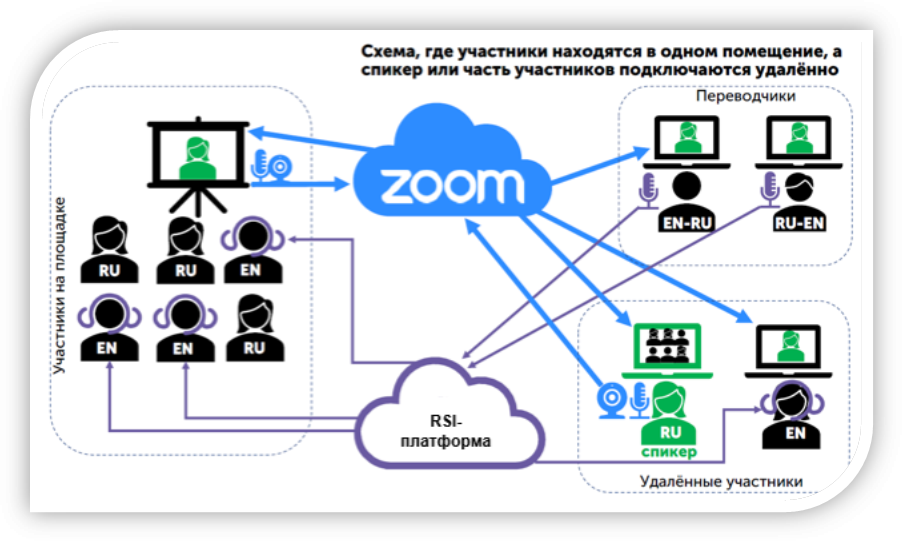 Схема, где участники находятся в одном помещение, а
спикер или часть участников подключаются удалённо
Участники на площадке
RU
RU
EN
EN
EN
RU
zoom
RSI-
платформа
Переводчики
EN-RU
RU-EN
RU
спикер
EN
Удалённые участники